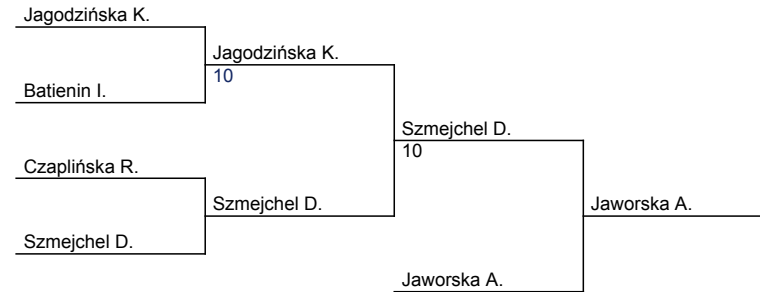 Jagodzińska K.
Jagodzińska K.
10
Batienin I.
Szmejchel D.
10
Czaplińska R.
Szmejchel D.
Jaworska A.
Szmejchel D.
Jaworska A.